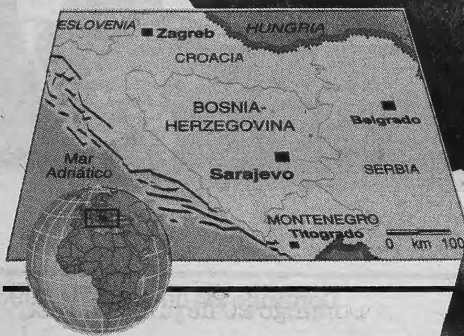 ESLOVENIA
Zagreb
HUNGRIA
CROACIA
BOSNIA-
HERZEGOVINA
Belgrado
Mar
Adriático
Sarajevo
SERBIA
MONTENEGRO
Titogrado
0 km 100